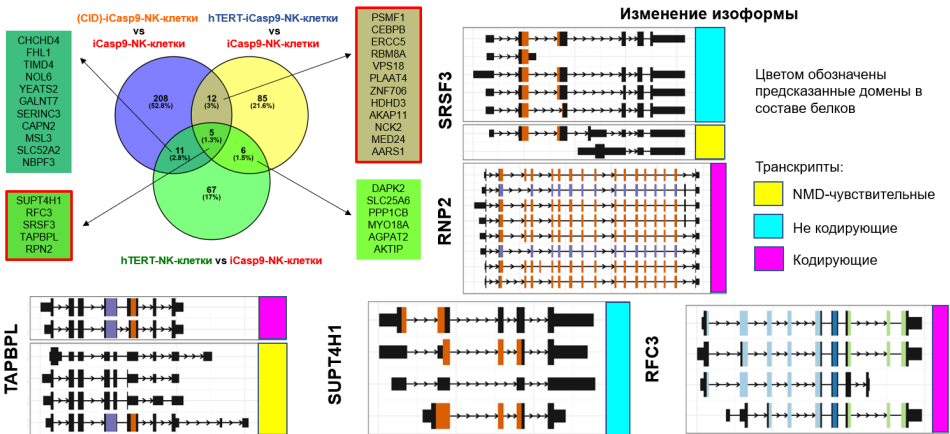 (CID)-iCasp9-NK-клетки
vs
iCasp9-NK-клетки
hTERT-iCasp9-NK-клетки
vs
iCasp9-NK-клетки
CHCHD4
FHL1
TIMD4
NOL6
YEATS2
GALNT7
SERINC3
CAPN2
MSL3
SLC52A2
NBPF3
208
(52.8%)
12
(3%)
85
(21.6%)
5
(1.3%)
11
(2.8%)
6
(1.5%)
67
(17%)
PSMF1
CEBPB
ERCC5
RBM8A
VPS18
PLAAT4
ZNF706
HDHD3
AKAP11
NCK2
MED24
AARS1
SUPT4H1
RFC3
SRSF3
TAPBPL
RPN2
DAPK2
SLC25A6
PPP1CB
MYO18A
AGPAT2
AKTIP
hTERT-NK-клетки vs iCasp9-NK-клетки
Изменение изоформы
SRSF3
RNP2
Цветом обозначены
предсказанные домены в
составе белков
Транскрипты:
NMD-чувствительные
Не кодирующие
Кодирующие
TAPBPL
SUPT4H1
RFC3